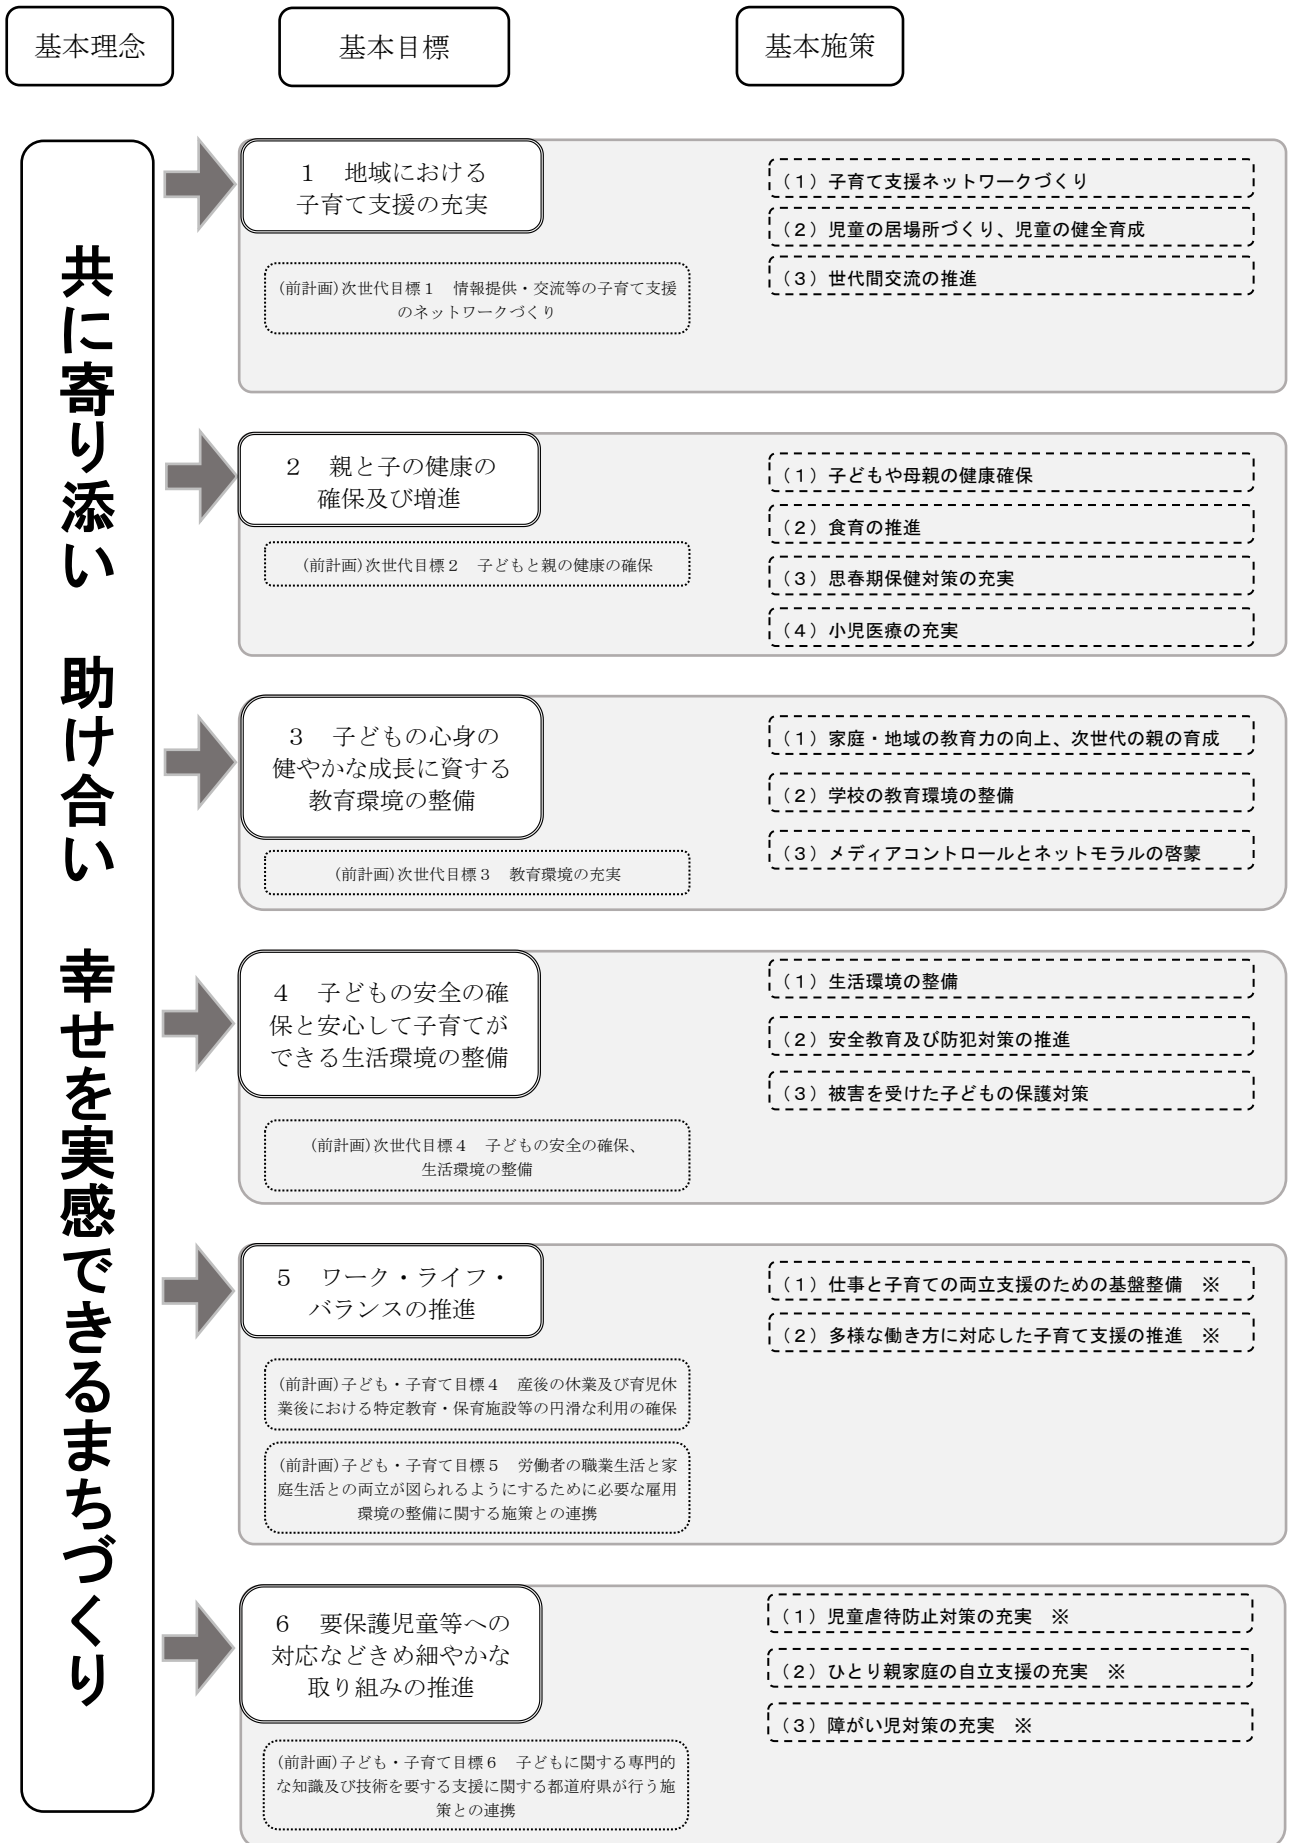 基本理念
基本目標
基本施策
共に寄り添い　助け合い　幸せを実感できるまちづくり
１　地域における
子育て支援の充実
(前計画)次世代目標１　情報提供・交流等の子育て支援
のネットワークづくり
（１）子育て支援ネットワークづくり
（２）児童の居場所づくり、児童の健全育成
（３）世代間交流の推進
２　親と子の健康の
確保及び増進
(前計画)次世代目標２　子どもと親の健康の確保
（１）子どもや母親の健康確保
（２）食育の推進
（３）思春期保健対策の充実
（４）小児医療の充実
３　子どもの心身の
健やかな成長に資する
教育環境の整備
(前計画)次世代目標３　教育環境の充実
（１）家庭・地域の教育力の向上、次世代の親の育成
（２）学校の教育環境の整備
（３）メディアコントロールとネットモラルの啓蒙
４　子どもの安全の確
保と安心して子育てが
できる生活環境の整備
(前計画)次世代目標４　子どもの安全の確保、
生活環境の整備
（１）生活環境の整備
（２）安全教育及び防犯対策の推進
（３）被害を受けた子どもの保護対策
５　ワーク・ライフ・
バランスの推進
(前計画)子ども・子育て目標４　産後の休業及び育児休
業後における特定教育・保育施設等の円滑な利用の確保
(前計画)子ども・子育て目標５　労働者の職業生活と家
庭生活との両立が図られるようにするために必要な雇用
環境の整備に関する施策との連携
（１）仕事と子育ての両立支援のための基盤整備　※
（２）多様な働き方に対応した子育て支援の推進　※
６　要保護児童等への
対応などきめ細やかな
取り組みの推進
(前計画)子ども・子育て目標６　子どもに関する専門的
な知識及び技術を要する支援に関する都道府県が行う施
策との連携
（１）児童虐待防止対策の充実　※
（２）ひとり親家庭の自立支援の充実　※
（３）障がい児対策の充実　※